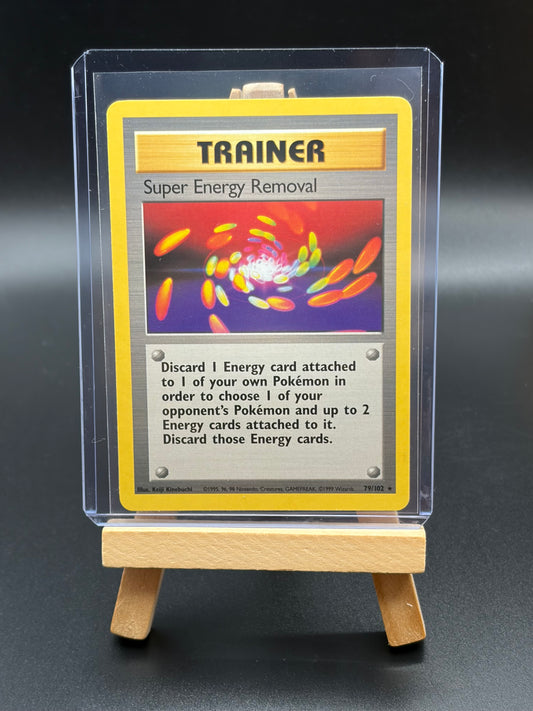 TRAINER
Super Energy Removal
Discard 1 Energy card attached
to 1 of your own Pokémon in
order to choose 1 of your
opponent's Pokémon and up to 2
Energy cards attached to it.
Discard those Energy cards.
Illus. Keiji Kinebuchi ©1995, 96, 98 Nintendo, Creatures, GAMEFREAK. ©1999 Wizards. 79/102 ★